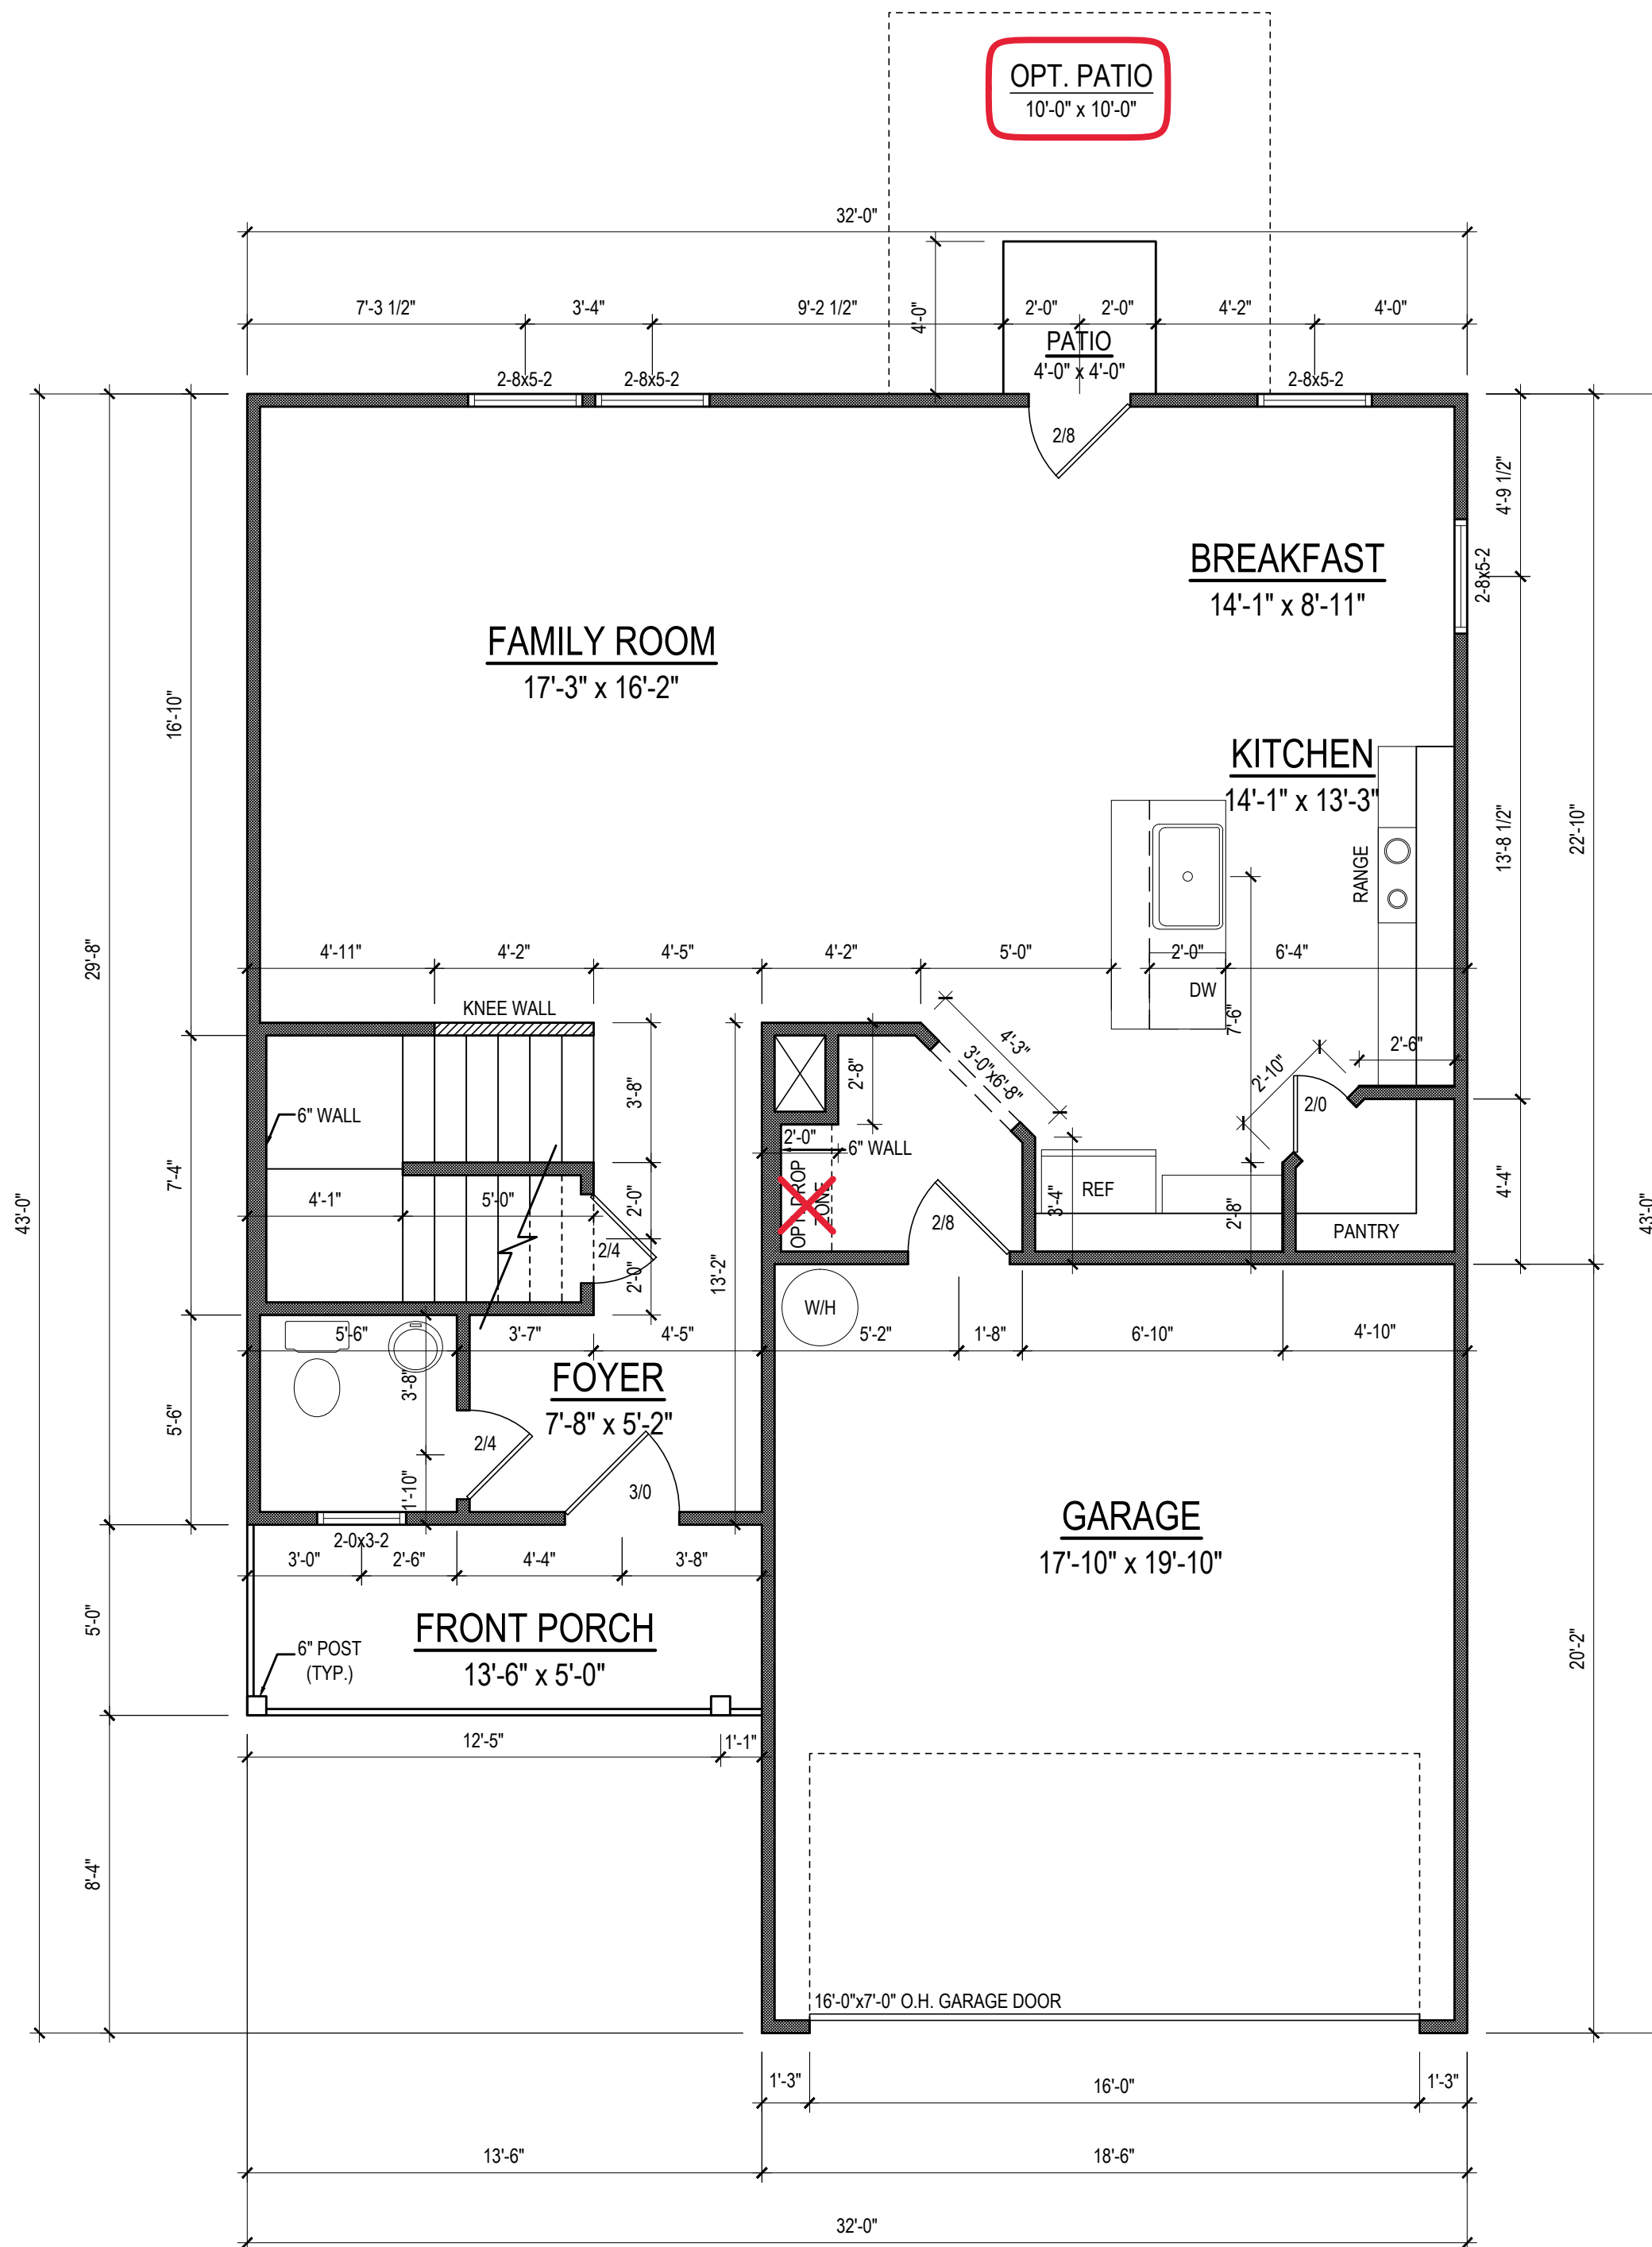 OPT. PATIO
10'-0" x 10'-0"
32'-0"
7'-3 1/2"
3'-4"
9'-2 1/2"
4'-0"
2'-0"
2'-0"
4'-2"
4'-0"
PATIO
4'-0" x 4'-0"
2-8x5-2
2-8x5-2
2-8x5-2
2/8
4'-9 1/2"
BREAKFAST
14'-1" x 8'-11"
2-8x5-2
FAMILY ROOM
17'-3" x 16'-2"
16'-10"
KITCHEN
14'-1" x 13'-3"
RANGE
13'-8 1/2"
22'-10"
29'-8"
4'-11"
4'-2"
4'-5"
4'-2"
5'-0"
2'-0"
6'-4"
DW
7'-6"
KNEE WALL
4'-3"
3'-0"x6'-8"
2'-10"
2'-6"
2'-8"
3'-8"
2/0
6" WALL
2'-0"
6" WALL
OPT. DROP
ZONE
7'-4"
4'-1"
5'-0"
2'-0"
2/4
2'-0"
13'-2"
2/8
3'-4"
REF
2'-8"
PANTRY
4'-4"
43'-0"
43'-0"
W/H
5'-6"
3'-7"
4'-5"
5'-2"
1'-8"
6'-10"
4'-10"
3'-8"
FOYER
7'-8" x 5'-2"
5'-6"
2/4
1'-10"
3/0
GARAGE
17'-10" x 19'-10"
2-0x3-2
3'-0"
2'-6"
4'-4"
3'-8"
5'-0"
FRONT PORCH
13'-6" x 5'-0"
6" POST
(TYP.)
20'-2"
12'-5"
1'-1"
8'-4"
16'-0"x7'-0" O.H. GARAGE DOOR
1'-3"
16'-0"
1'-3"
13'-6"
18'-6"
32'-0"